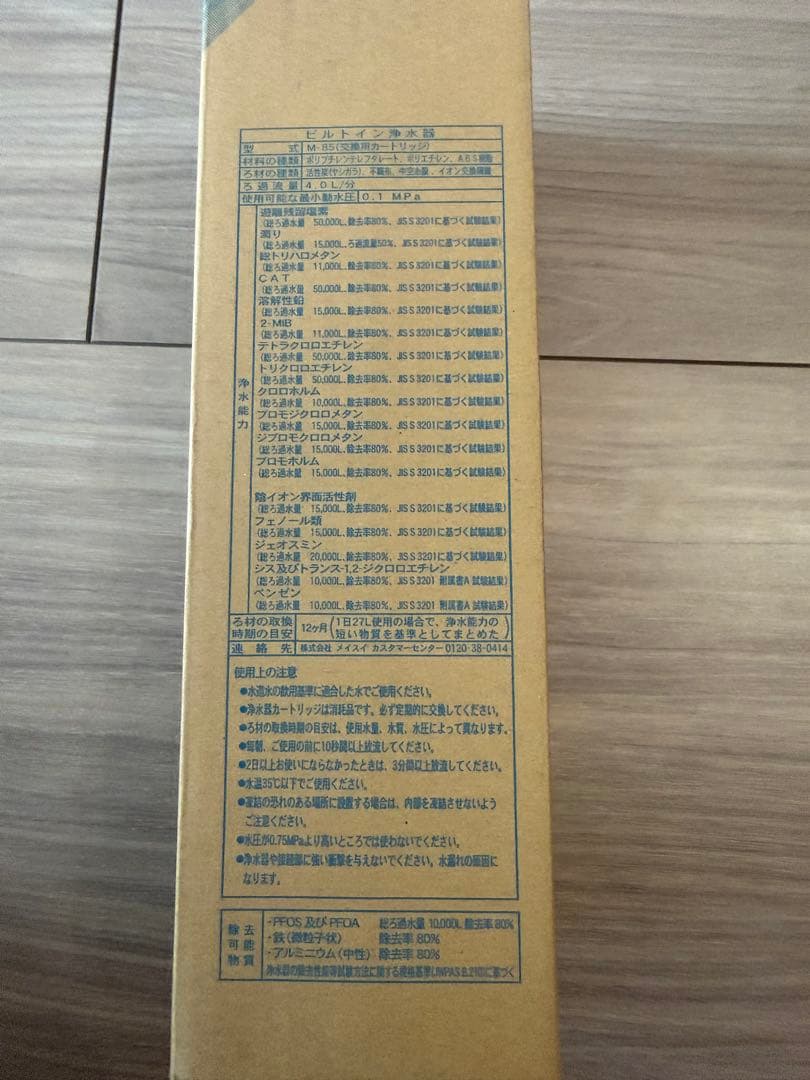 ビルトイン浄水器
型式 M-85(交換用カートリッジ)
材料の種類 ポリブチレンテレフタレート、ポリエチレン、ABS樹脂
ろ材の種類 活性炭(ヤシガラ)、不織布、中空糸膜、イオン交換繊維
ろ過流量 4.0L/分
使用可能な最小動水圧 0.1 MPa
浄水能力
遊離残留塩素
(総ろ過水量 50,000L、除去率80%、JIS S 3201に基づく試験結果)
濁り
(総ろ過水量 15,000L、ろ過流量50%、JIS S 3201に基づく試験結果)
総トリハロメタン
(総ろ過水量 11,000L、除去率80%、JIS S 3201に基づく試験結果)
CAT
(総ろ過水量 50,000L、除去率80%、JIS S 3201に基づく試験結果)
溶解性鉛
(総ろ過水量 15,000L、除去率80%、JIS S 3201に基づく試験結果)
2-MIB
(総ろ過水量 11,000L、除去率80%、JIS S 3201に基づく試験結果)
テトラクロロエチレン
(総ろ過水量 50,000L、除去率80%、JIS S 3201に基づく試験結果)
トリクロロエチレン
(総ろ過水量 50,000L、除去率80%、JIS S 3201に基づく試験結果)
クロロホルム
(総ろ過水量 10,000L、除去率80%、JIS S 3201に基づく試験結果)
ブロモジクロロメタン
(総ろ過水量 15,000L、除去率80%、JIS S 3201に基づく試験結果)
ジブロモクロロメタン
(総ろ過水量 15,000L、除去率80%、JIS S 3201に基づく試験結果)
ブロモホルム
(総ろ過水量 15,000L、除去率80%、JIS S 3201に基づく試験結果)
陰イオン界面活性剤
(総ろ過水量 15,000L、除去率80%、JIS S 3201に基づく試験結果)
フェノール類
(総ろ過水量 15,000L、除去率80%、JIS S 3201に基づく試験結果)
ジェオスミン
(総ろ過水量 20,000L、除去率80%、JIS S 3201に基づく試験結果)
シス及びトランス-1,2-ジクロロエチレン
(総ろ過水量 10,000L、除去率80%、JIS S 3201 附属書A 試験結果)
ベンゼン
(総ろ過水量 10,000L、除去率80%、JIS S 3201 附属書A 試験結果)
ろ材の取換時期の目安 12ヶ月 (1日27L使用の場合で、浄水能力の
短い物質を基準としてまとめた)
連絡先 株式会社 メイスイ カスタマーセンター 0120-38-0414
使用上の注意
●水道水の飲用基準に適合した水でご使用ください。
●浄水器カートリッジは消耗品です。必ず定期的に交換してください。
●ろ材の取換時期の目安は、使用水量、水質、水圧によって異なります。
●毎朝、ご使用の前に10秒間以上放流してください。
●2日以上お使いにならなかったときは、3分間以上放流してください。
●水温35℃以下でご使用ください。
●凍結の恐れのある場所に設置する場合は、内部を凍結させないよう
ご注意ください。
●水圧が0.75MPaより高いところでは使わないでください。
●浄水器や接続部に強い衝撃を与えないでください。水漏れの原因に
なります。
除去可能物質
・PFOS及びPFOA 総ろ過水量 10,000L 除去率 80%
・鉄(微粒子状) 除去率 80%
・アルミニウム(中性) 除去率 80%
浄水器の除去性能等試験方法に関する規格基準(JWPAS B.210)に基づく